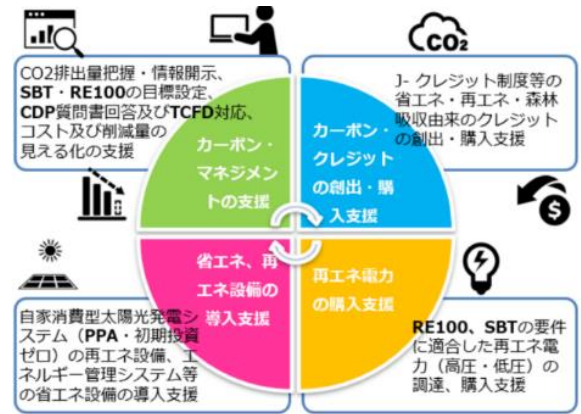 CO2排出量把握・情報開示、
SBT・RE100の目標設定、
CDP質問書回答及びTCFD対応、
コスト及び削減量の
見える化の支援
CO₂
J- クレジット制度等の
省エネ・再エネ・森林
吸収由来のクレジット
の創出・購入支援
カーボン・
マネジメン
トの支援
カーボン・
クレジット
の創出・購
入支援
省エネ、再
エネ設備の
導入支援
再エネ電力
の購入支援
自家消費型太陽光発電シ
ステム（PPA・初期投資
ゼロ）の再エネ設備、エ
ネルギー管理システム等
の省エネ設備の導入支援
RE100、SBTの要件
に適合した再エネ電
力（高圧・低圧）の
調達、購入支援